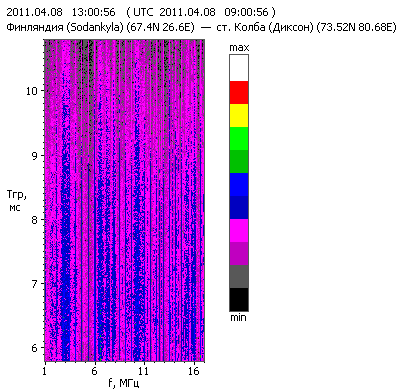 2011.04.08 13:00:56 ( UTC 2011.04.08 09:00:56 )
Финляндия (Sodankyla) (67.4N 26.6E) — ст. Колба (Диксон) (73.52N 80.68E)
max
10
9
Тгр,
мс
8
7
6
min
1 6 11 16
f, МГц